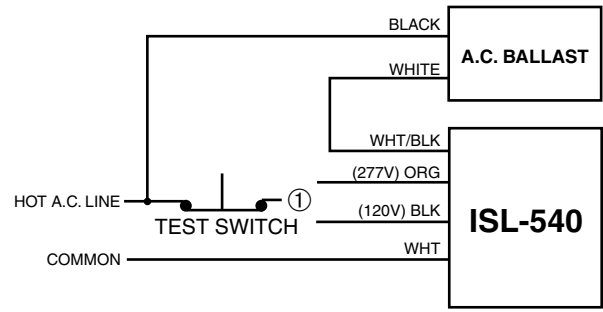 BLACK
A.C. BALLAST
WHITE
WHT/BLK
(277V) ORG
HOT A.C. LINE
①
(120V) BLK
ISL-540
TEST SWITCH
WHT
COMMON